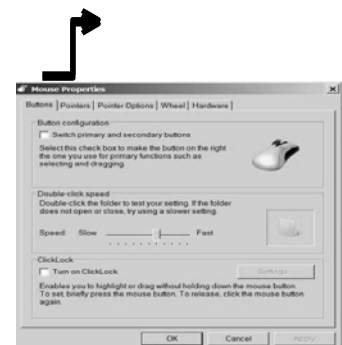 Mouse Properties
Buttons Pointers Pointer Options Wheel Hardware
Button configuration
Switch primary and secondary buttons
Select this check box to make the button on the right
the one you use for primary functions such as
selecting and dragging.
Double-click speed
Double-click the folder to test your setting. If the folder
does not open or close, try using a slower setting.
Speed: Slow Fast
ClickLock
Turn on ClickLock Settings...
Enables you to highlight or drag without holding down the mouse button.
To set, briefly press the mouse button. To release, click the mouse button
again.
OK Cancel Apply